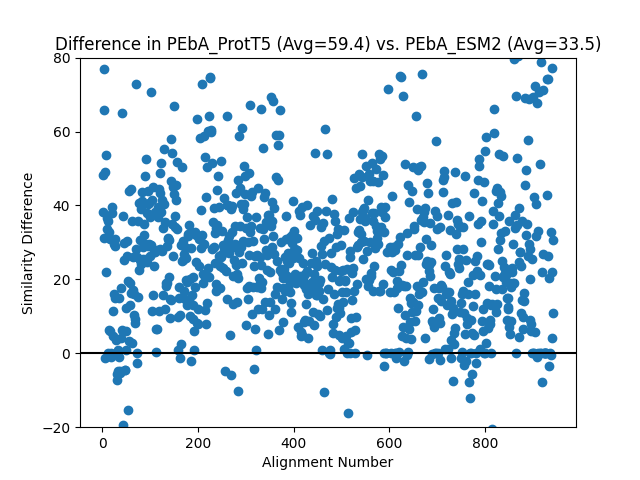 Difference in PEbA_ProtT5 (Avg=59.4) vs. PEbA_ESM2 (Avg=33.5)
80
60
40
20
0
−20
Similarity Difference
0 200 400 600 800
Alignment Number